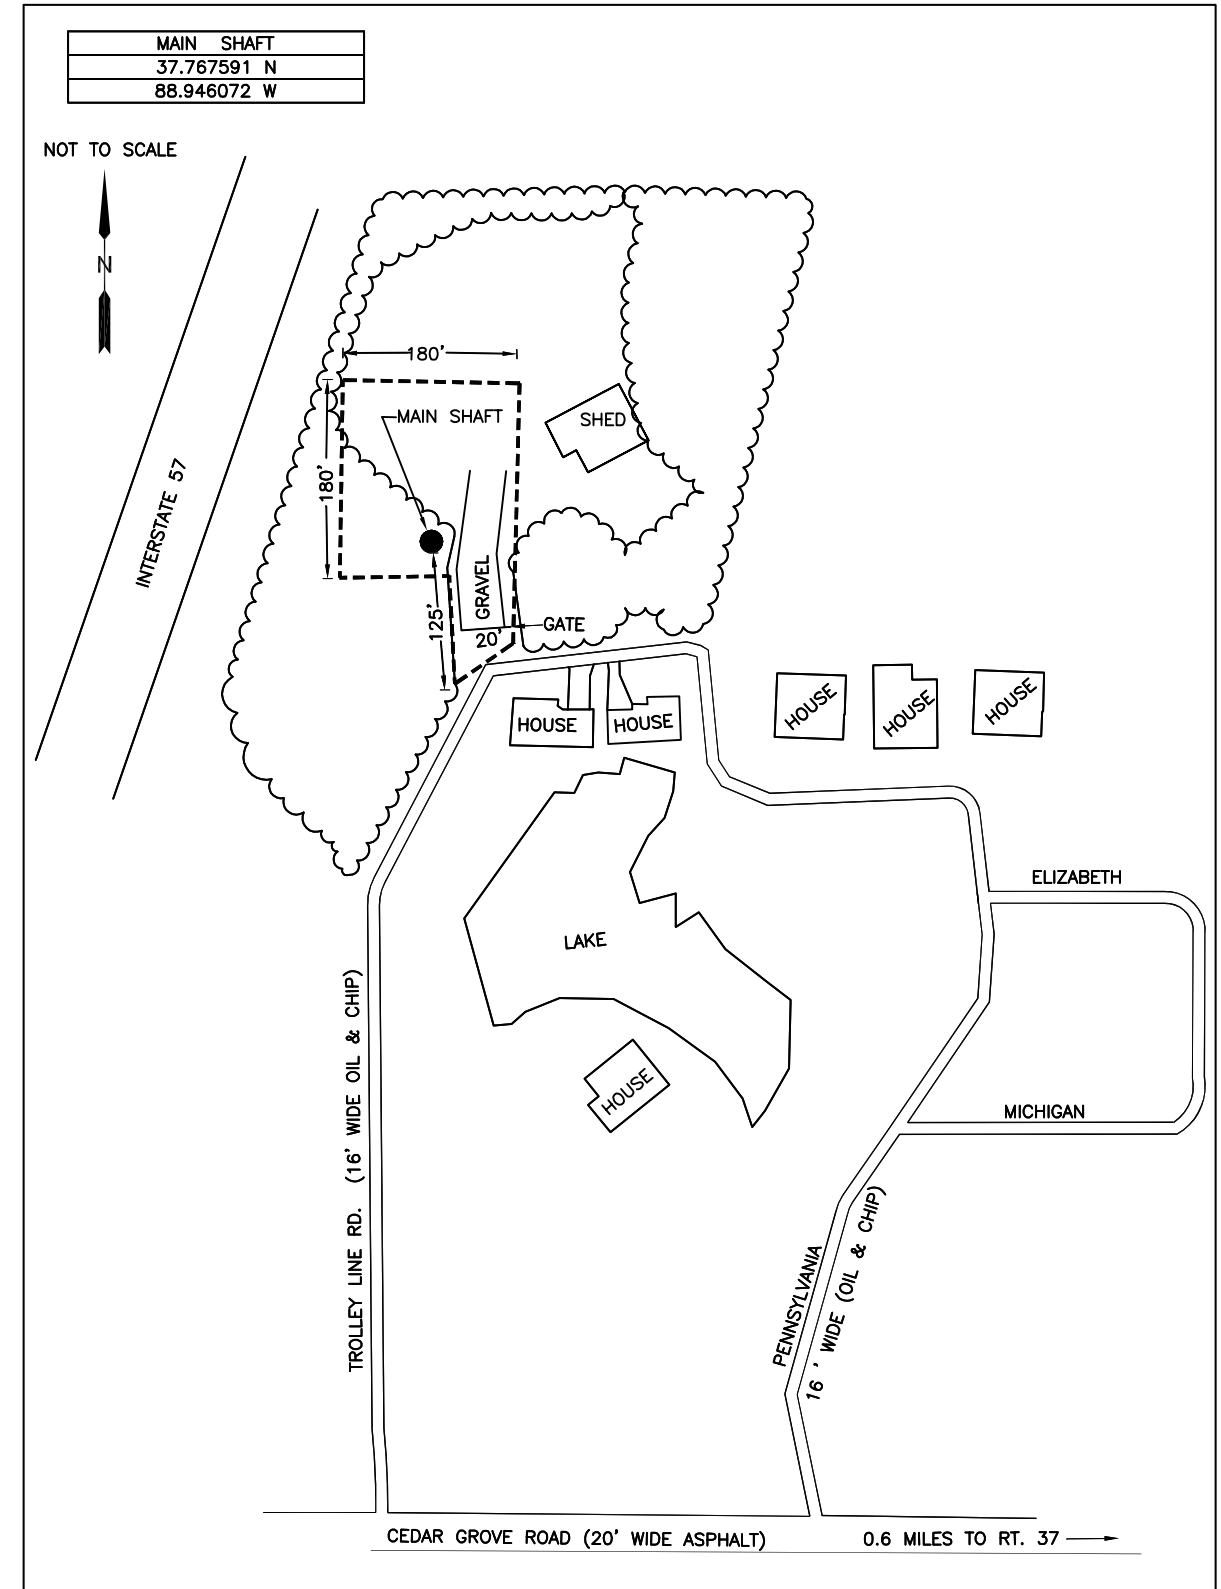 MAIN SHAFT
37.767591 N
88.946072 W
NOT TO SCALE
N
180'
MAIN SHAFT
SHED
180'
INTERSTATE 57
GRAVEL
125'
GATE
20'
HOUSE
HOUSE
HOUSE
HOUSE
HOUSE
ELIZABETH
LAKE
HOUSE
MICHIGAN
TROLLEY LINE RD. (16' WIDE OIL & CHIP)
PENNSYLVANIA
16 ' WIDE (OIL & CHIP)
CEDAR GROVE ROAD (20' WIDE ASPHALT)
0.6 MILES TO RT. 37